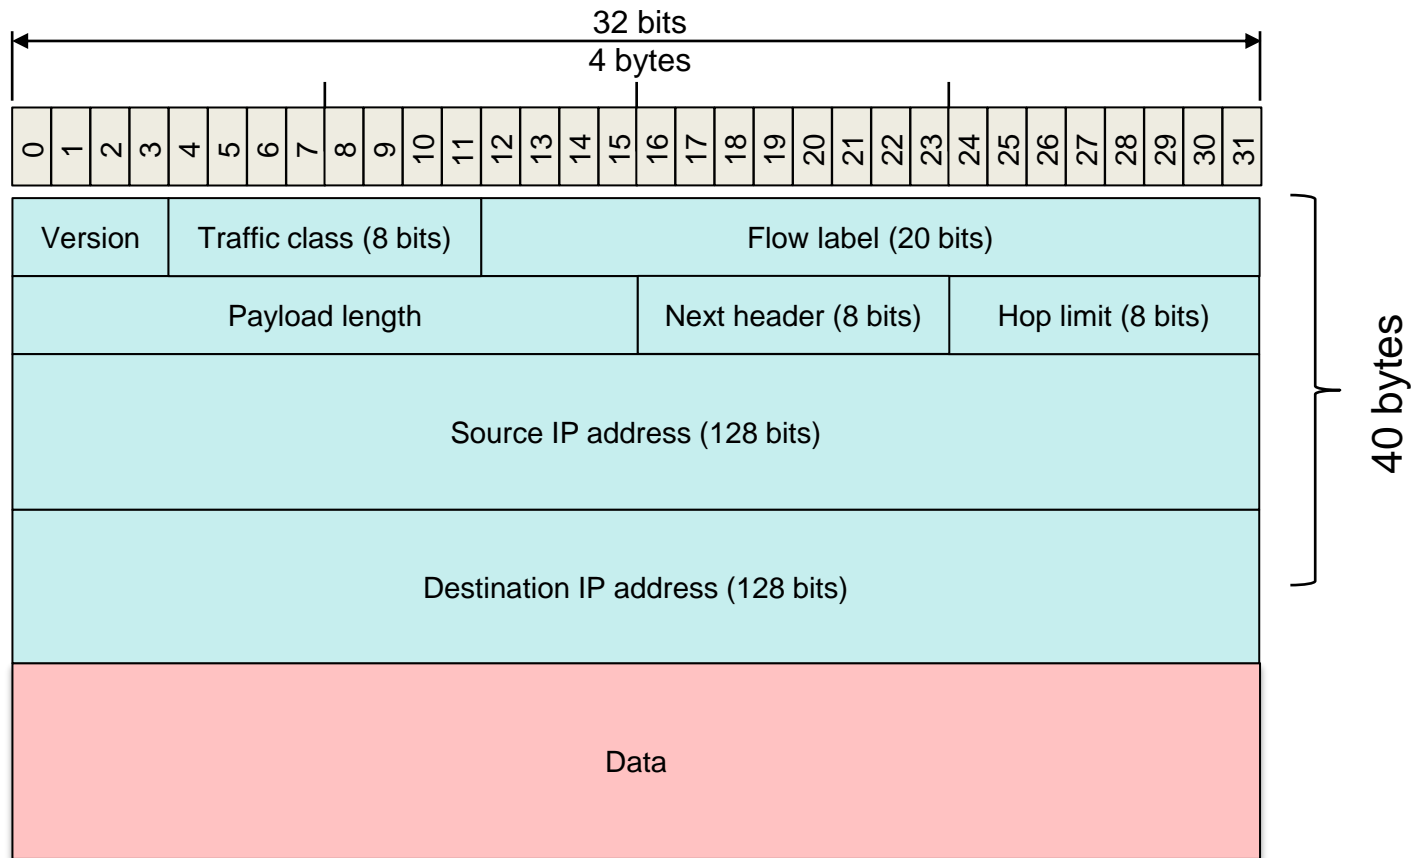 32 bits
4 bytes
0 1 2 3 4 5 6 7 8 9 10 11 12 13 14 15 16 17 18 19 20 21 22 23 24 25 26 27 28 29 30 31
Version Traffic class (8 bits) Flow label (20 bits)
Payload length Next header (8 bits) Hop limit (8 bits)
Source IP address (128 bits)
Destination IP address (128 bits)
Data
40 bytes